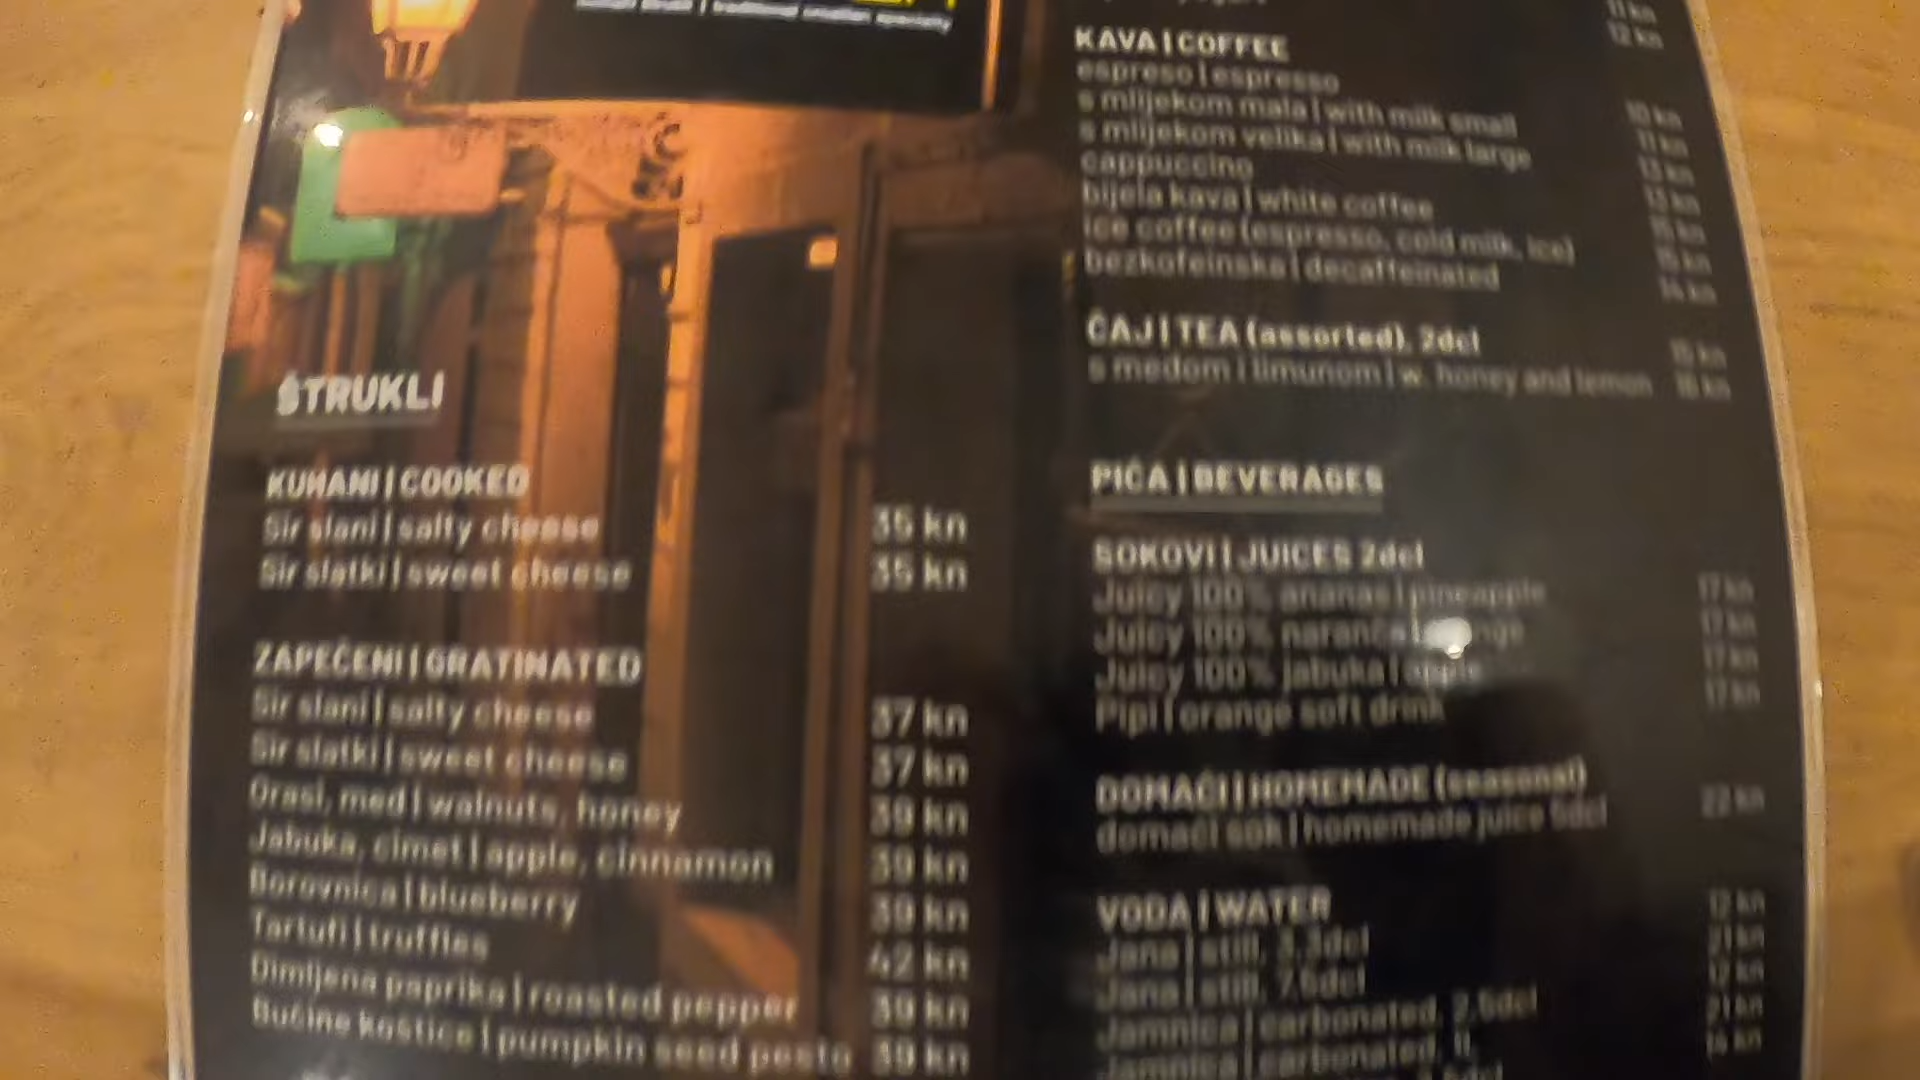 ŠTRUKLI
KUHANI | COOKED
Sir slani | salty cheese 35 kn
Sir slatki | sweet cheese 35 kn
ZAPEČENI | GRATINATED
Sir slani | salty cheese 37 kn
Sir slatki | sweet cheese 37 kn
Orasi, med | walnuts, honey 39 kn
Jabuka, cimet | apple, cinnamon 39 kn
Borovnica | blueberry 39 kn
Tartufi | truffles 42 kn
Dimljena paprika | roasted pepper 39 kn
Bučine koštice | pumpkin seed pesto 39 kn
11 kn
12 kn
KAVA | COFFEE
espreso | espresso 10 kn
s mlijekom mala | with milk small 11 kn
s mlijekom velika | with milk large 13 kn
cappuccino 13 kn
bijela kava | white coffee 15 kn
ice coffee (espresso, cold milk, ice) 15 kn
bezkofeinska | decaffeinated 14 kn
ČAJ | TEA (assorted), 2dcl 15 kn
s medom i limunom | w. honey and lemon 16 kn
PIĆA | BEVERAGES
SOKOVI | JUICES 2dcl
Juicy 100% ananas | pineapple 17 kn
Juicy 100% naranča 17 kn
Juicy 100% jabuka | apple 17 kn
Pipi | orange soft drink 17 kn
DOMAĆI | HOMEMADE (seasonal)
domaći sok | homemade juice 5dcl 22 kn
VODA | WATER
Jana | still, 3,3dcl 12 kn
Jana | still, 7,5dcl 21 kn
Jamnica | carbonated, 2,5dcl 12 kn
Jamnica | carbonated, 1l 21 kn